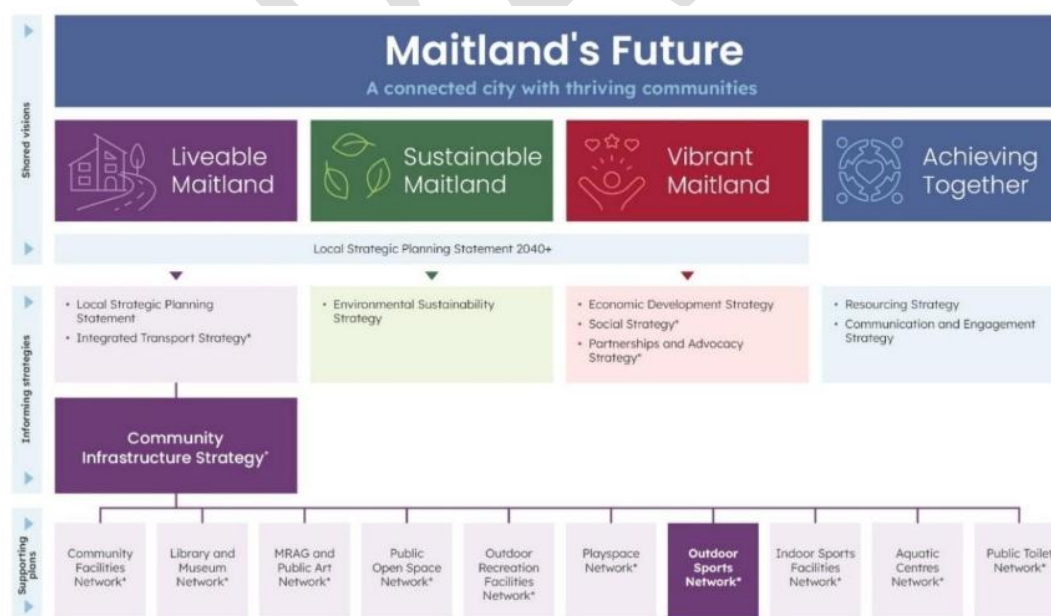 Maitland's Future
A connected city with thriving communities
Shared visions
Liveable
Maitland
Sustainable
Maitland
Vibrant
Maitland
Achieving
Together
Local Strategic Planning Statement 2040+
Informing strategies
• Local Strategic Planning
Statement
• Integrated Transport Strategy*
• Environmental Sustainability
Strategy
• Economic Development Strategy
• Social Strategy*
• Partnerships and Advocacy
Strategy*
• Resourcing Strategy
• Communication and Engagement
Strategy
Community
Infrastructure Strategy*
Supporting
plans
Community
Facilities
Network*
Library and
Museum
Network*
MRAG and
Public Art
Network*
Public
Open Space
Network*
Outdoor
Recreation
Facilities
Network*
Playspace
Network*
Outdoor
Sports
Network*
Indoor Sports
Facilities
Network*
Aquatic
Centres
Network*
Public Toilet
Network*